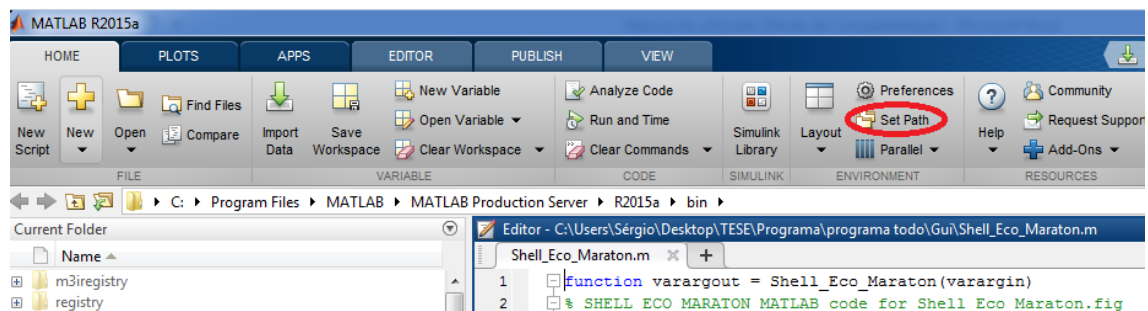 MATLAB R2015a
HOME PLOTS APPS EDITOR PUBLISH VIEW
New Script
New
Open
Find Files
Compare
FILE
Import Data
Save Workspace
New Variable
Open Variable
Clear Workspace
VARIABLE
Analyze Code
Run and Time
Clear Commands
CODE
Simulink Library
SIMULINK
Layout
Preferences
Set Path
Parallel
ENVIRONMENT
Help
Community
Request Support
Add-Ons
RESOURCES
C: Program Files MATLAB MATLAB Production Server R2015a bin
Current Folder
Name
m3iregistry
registry
Editor - C:\Users\Sérgio\Desktop\TESE\Programa\programa todo\Gui\Shell_Eco_Maraton.m
Shell_Eco_Maraton.m
1 function varargout = Shell_Eco_Maraton(varargin)
2 % SHELL ECO MARATON MATLAB code for Shell Eco Maraton.fig